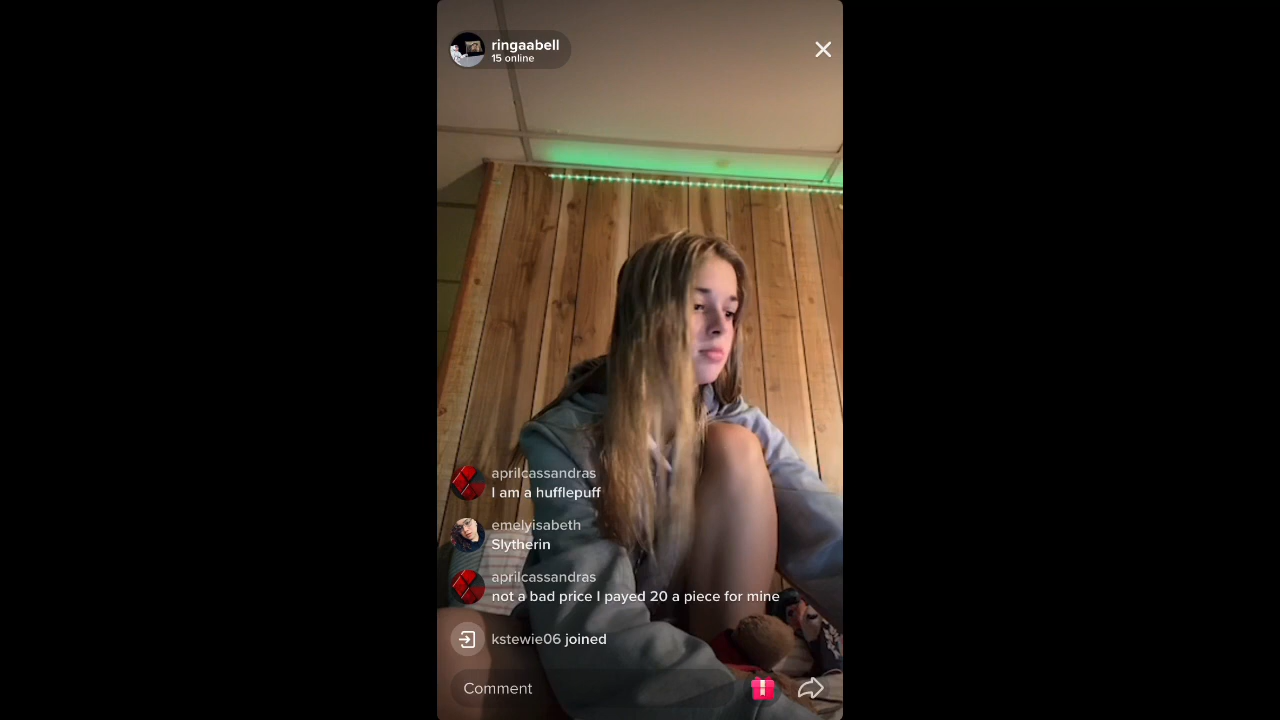 ringaabell
15 online
aprilcassandras
I am a hufflepuff
emelyisabeth
Slytherin
aprilcassandras
not a bad price I payed 20 a piece for mine
kstewie06 joined
Comment